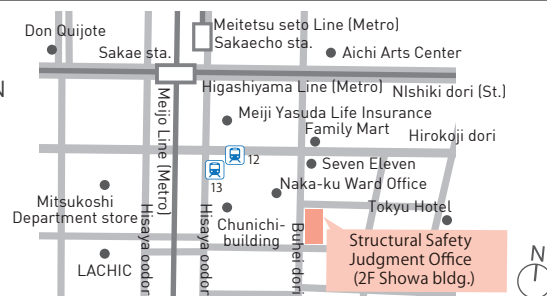 Meitetsu seto Line (Metro)
Sakaecho sta.
Don Quijote
Sakae sta.
Aichi Arts Center
Higashiyama Line (Metro)
NIshiki dori (St.)
N
Meijo Line (Metro)
Meiji Yasuda Life Insurance
Family Mart
Hirokoji dori
12
13
Seven Eleven
Naka-ku Ward Office
Mitsukoshi
Department store
Hisaya oodori
Hisaya oodori
Chunichi-
building
Buhei dori
Tokyu Hotel
LACHIC
Structural Safety
Judgment Office
(2F Showa bldg.)
N